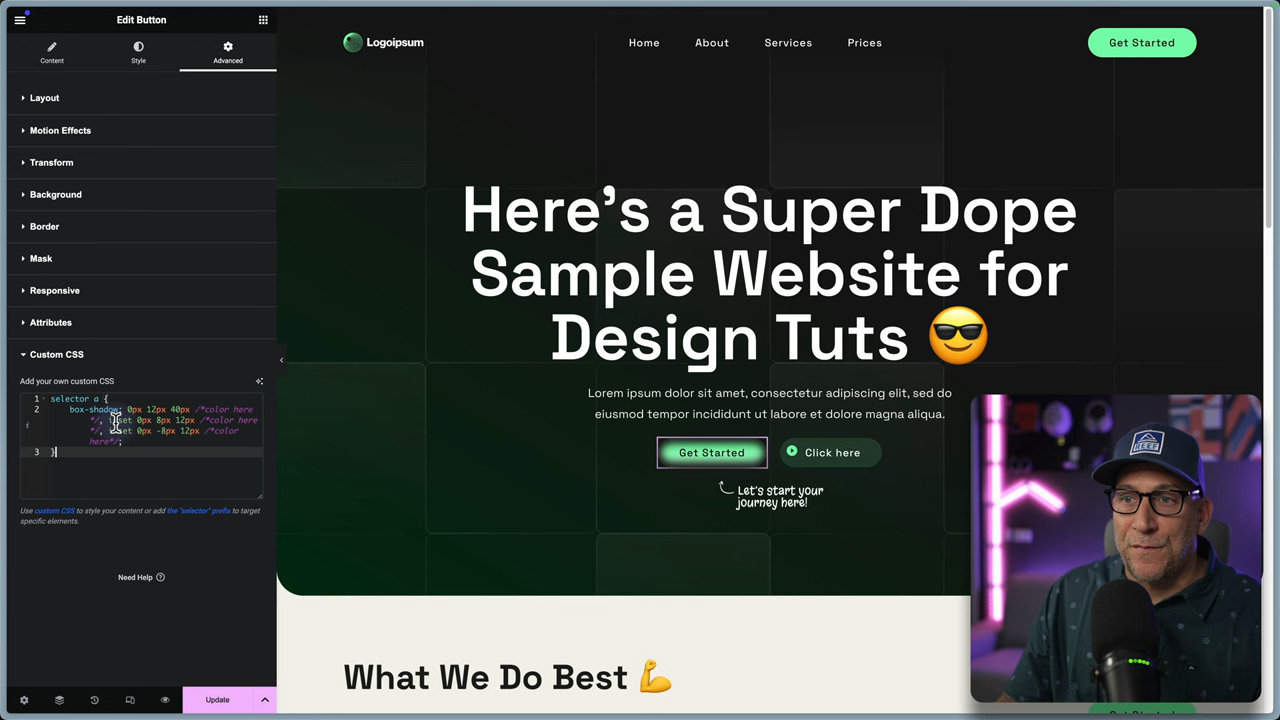 Edit Button
Content
Style
Advanced
Layout
Motion Effects
Transform
Background
Border
Mask
Responsive
Attributes
Custom CSS
Add your own custom CSS
1 selector a {
2 box-shadow: 0px 12px 40px /*color here
*/, inset 0px 8px 12px /*color here
*/, inset 0px -8px 12px /*color
here*/;
3 }
Use custom CSS to style your content or add the "selector" prefix to target
specific elements.
Need Help
Update
Logoipsum
Home
About
Services
Prices
Get Started
Here's a Super Dope
Sample Website for
Design Tuts 😎
Lorem ipsum dolor sit amet, consectetur adipiscing elit, sed do
eiusmod tempor incididunt ut labore et dolore magna aliqua.
Get Started
Click here
Let's start your
journey here!
What We Do Best 💪
REEF